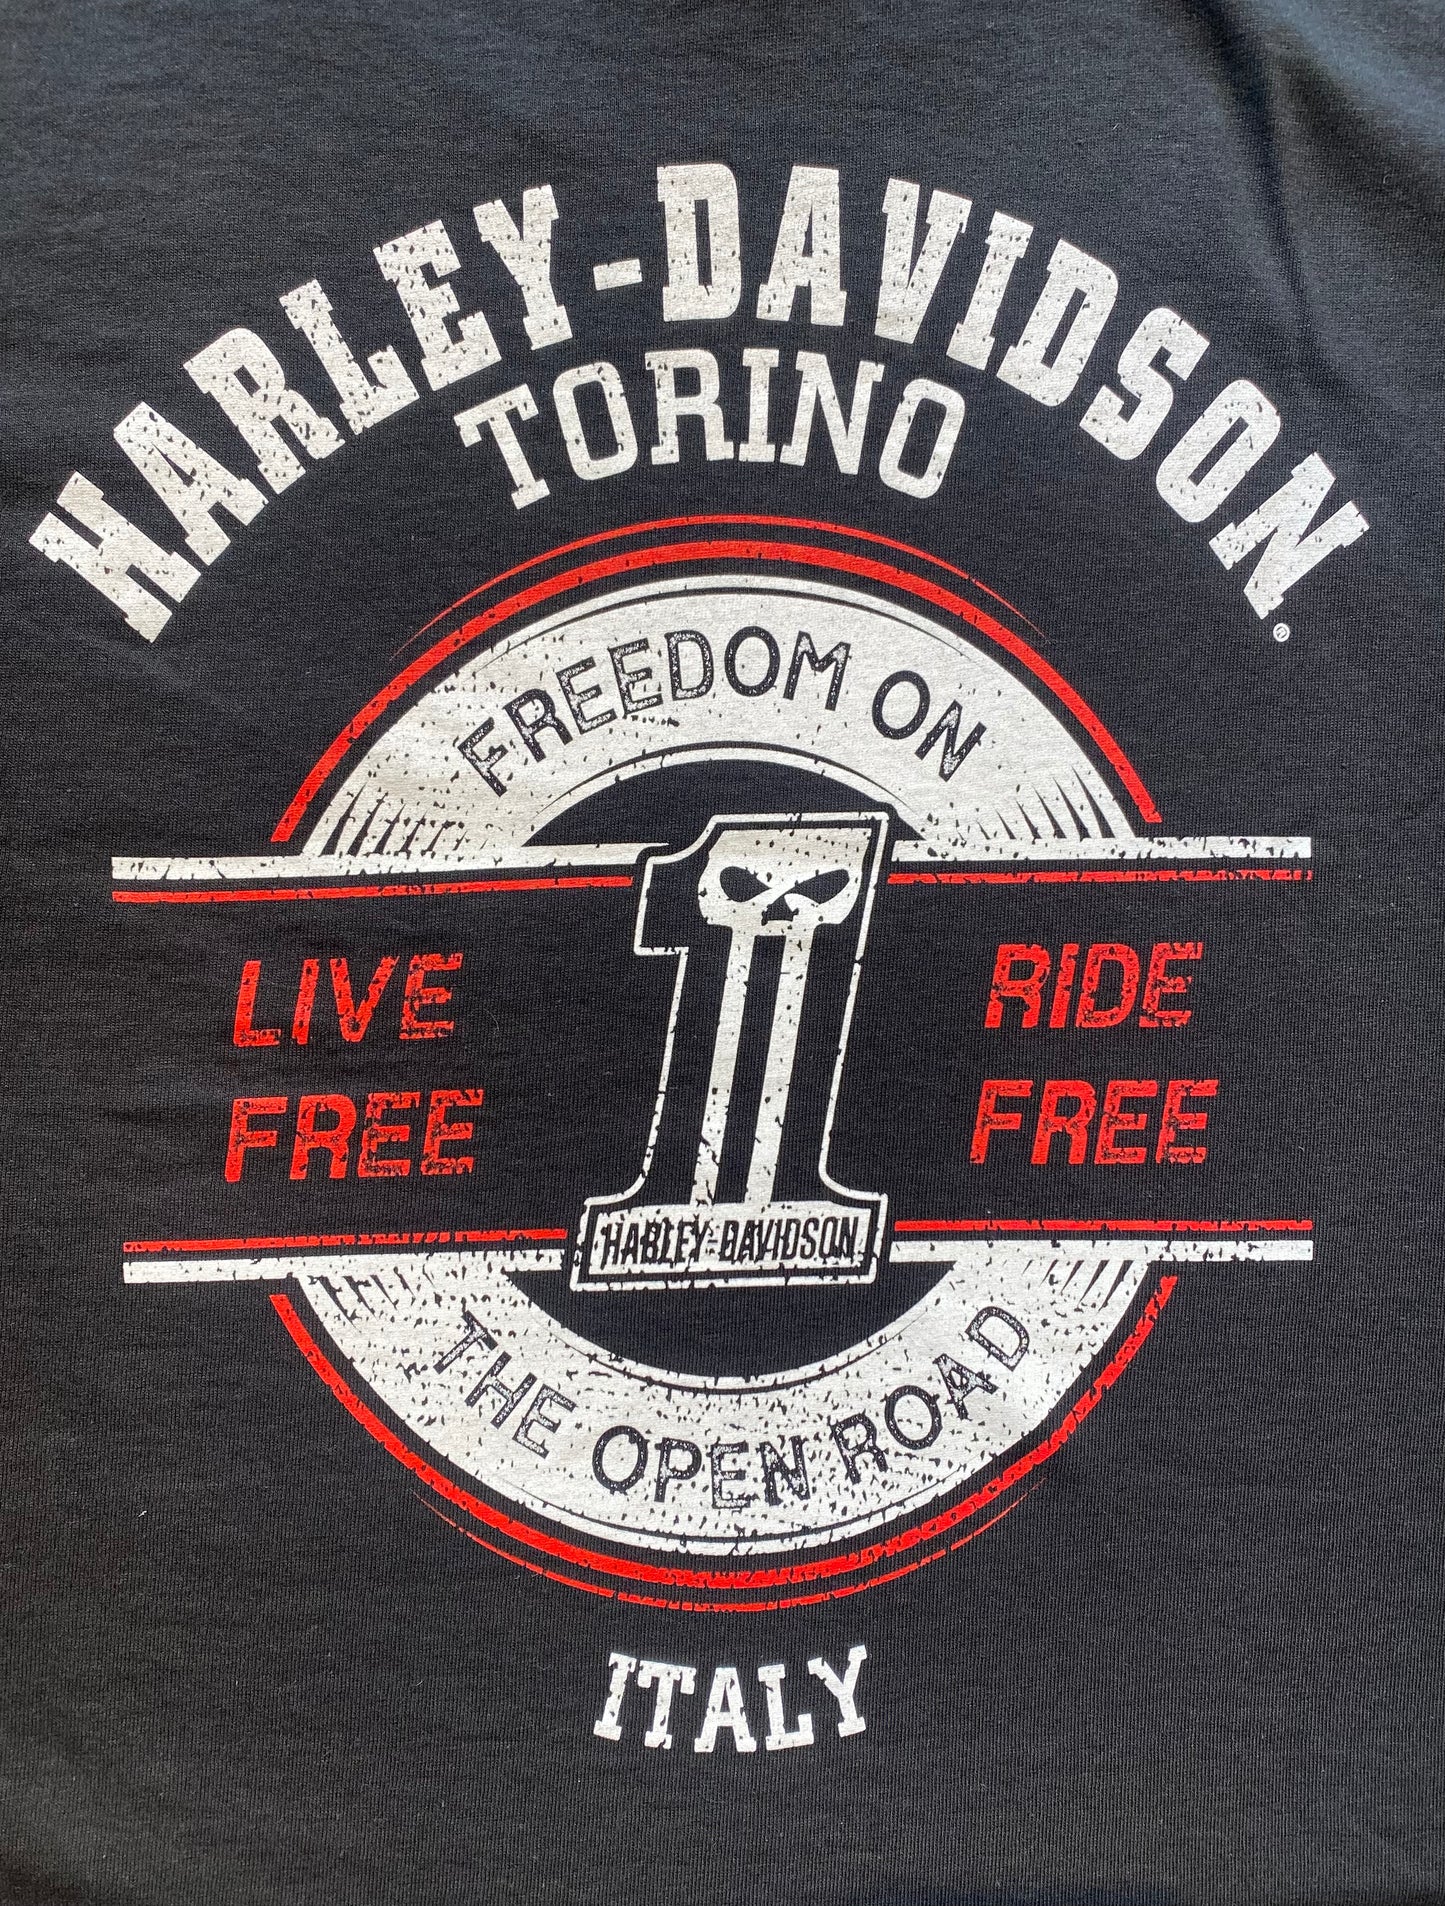 HARLEY-DAVIDSON®
TORINO
FREEDOM ON
LIVE
FREE
1
RIDE
FREE
HARLEY-DAVIDSON
THE OPEN ROAD
ITALY